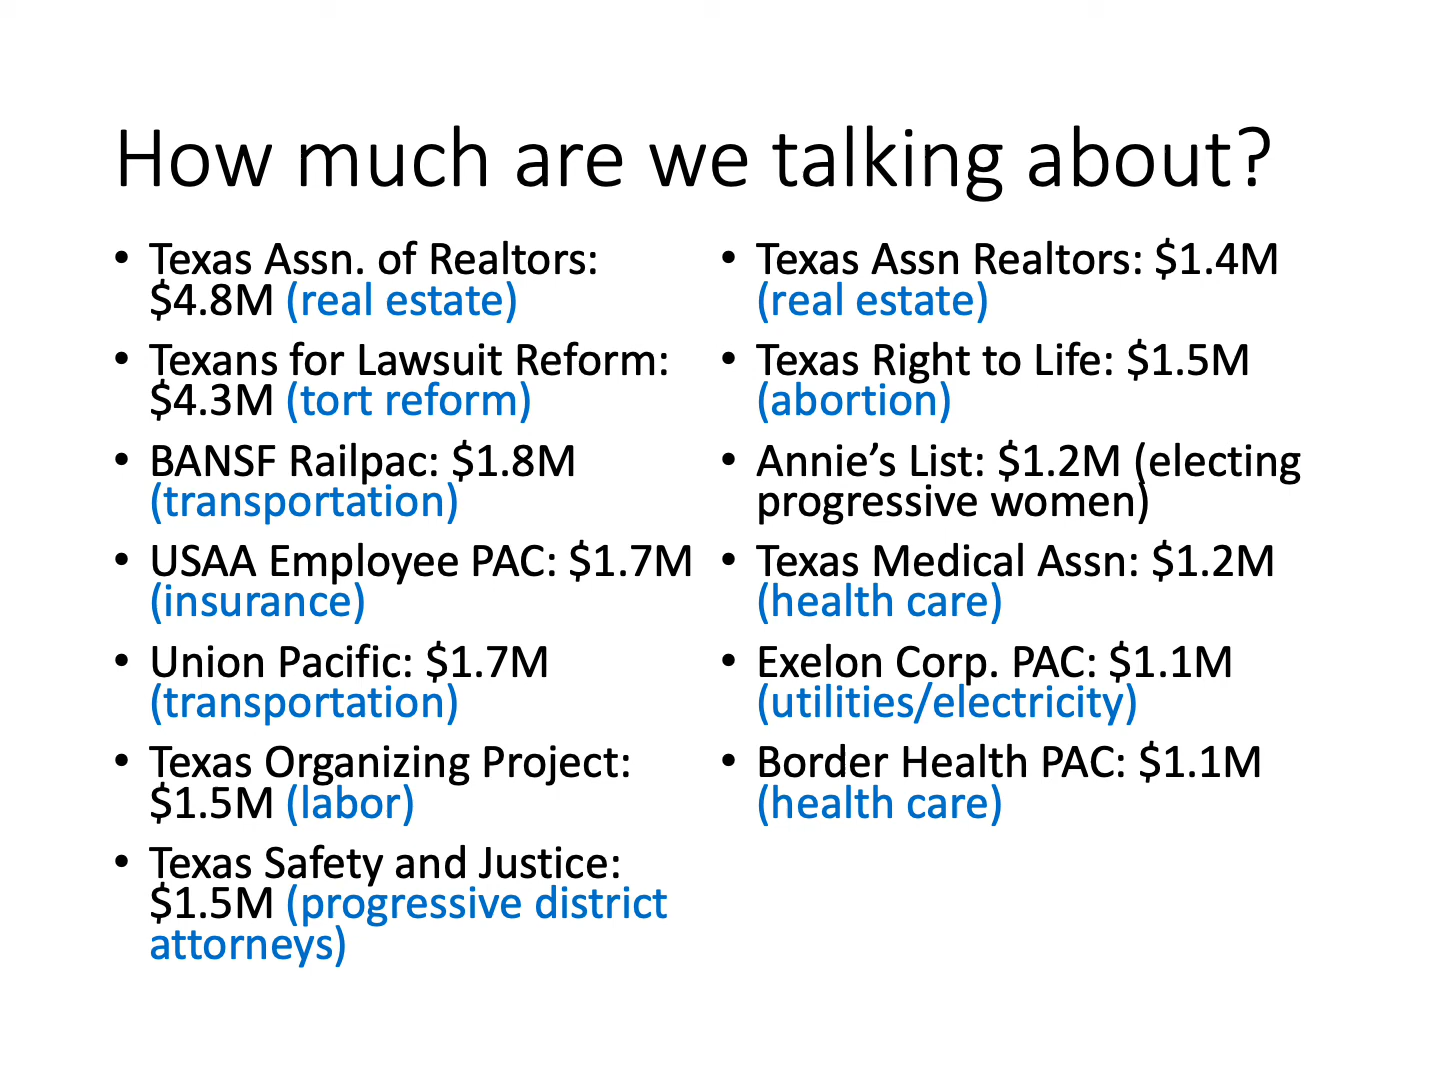 How much are we talking about?
• Texas Assn. of Realtors:
$4.8M (real estate)
• Texans for Lawsuit Reform:
$4.3M (tort reform)
• BANSF Railpac: $1.8M
(transportation)
• USAA Employee PAC: $1.7M
(insurance)
• Union Pacific: $1.7M
(transportation)
• Texas Organizing Project:
$1.5M (labor)
• Texas Safety and Justice:
$1.5M (progressive district
attorneys)
• Texas Assn Realtors: $1.4M
(real estate)
• Texas Right to Life: $1.5M
(abortion)
• Annie’s List: $1.2M (electing
progressive women)
• Texas Medical Assn: $1.2M
(health care)
• Exelon Corp. PAC: $1.1M
(utilities/electricity)
• Border Health PAC: $1.1M
(health care)